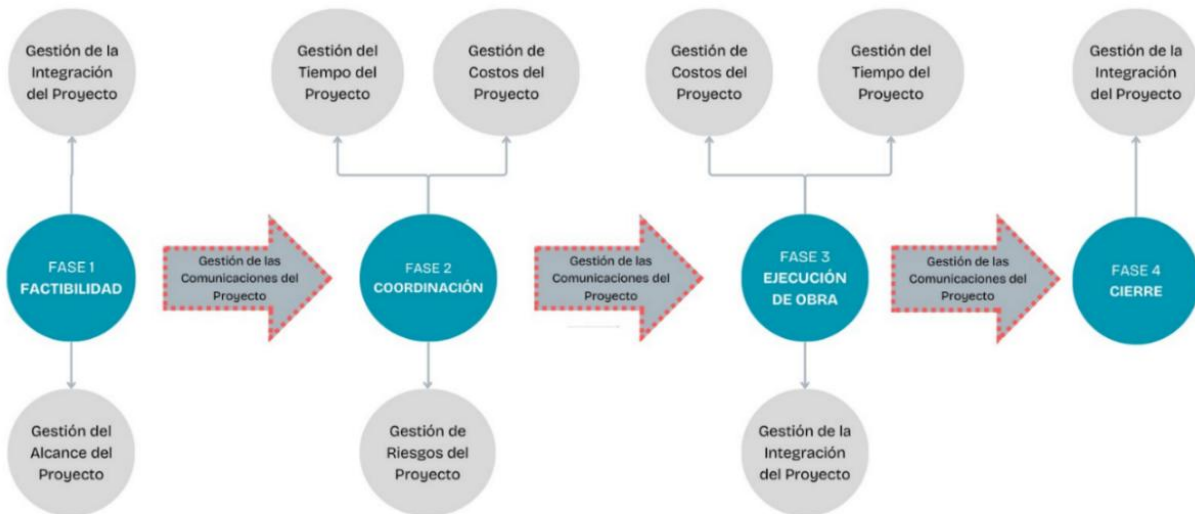 Gestión de la
Integración
del Proyecto
Gestión del
Tiempo del
Proyecto
Gestión de
Costos del
Proyecto
Gestión de
Costos del
Proyecto
Gestión del
Tiempo del
Proyecto
Gestión de la
Integración
del Proyecto
FASE 1
FACTIBILIDAD
Gestión de las
Comunicaciones del
Proyecto
FASE 2
COORDINACIÓN
Gestión de las
Comunicaciones del
Proyecto
FASE 3
EJECUCIÓN
DE OBRA
Gestión de las
Comunicaciones del
Proyecto
FASE 4
CIERRE
Gestión del
Alcance del
Proyecto
Gestión de
Riesgos del
Proyecto
Gestión de la
Integración
del Proyecto